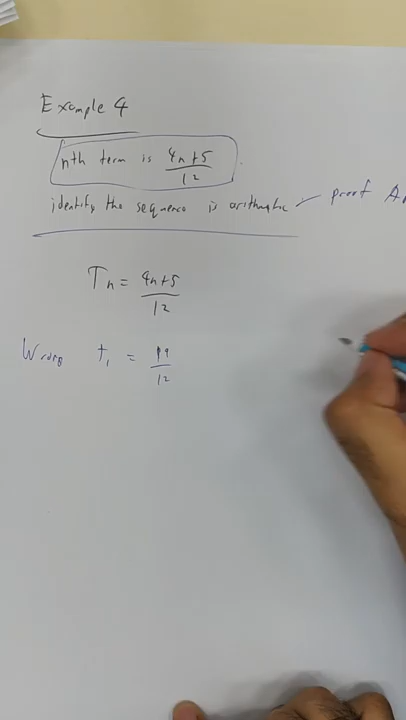 Example 4
nth term is 4n+5/12
identify the sequence is arithmetic proof
Tn = 4n+5/12
Wrong t1 = /12